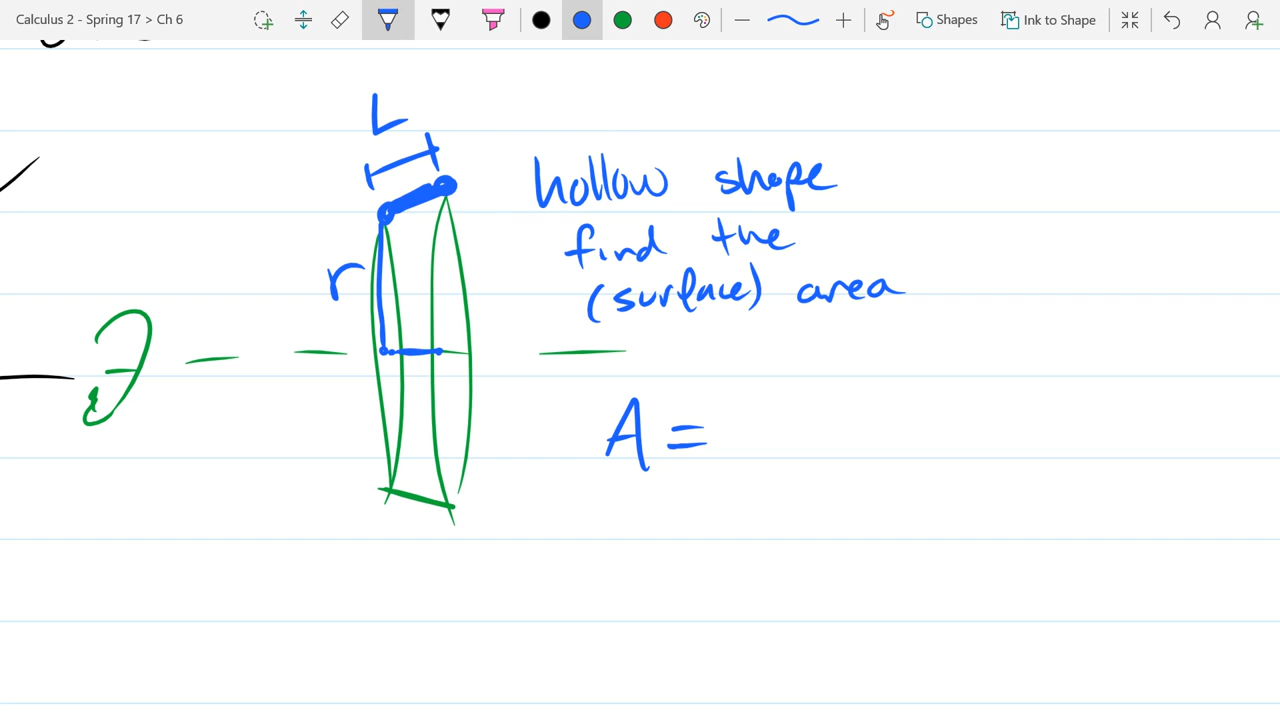 Calculus 2 - Spring 17 > Ch 6
Shapes
Ink to Shape
L
hollow shape
find the
r
(surface) area
A =